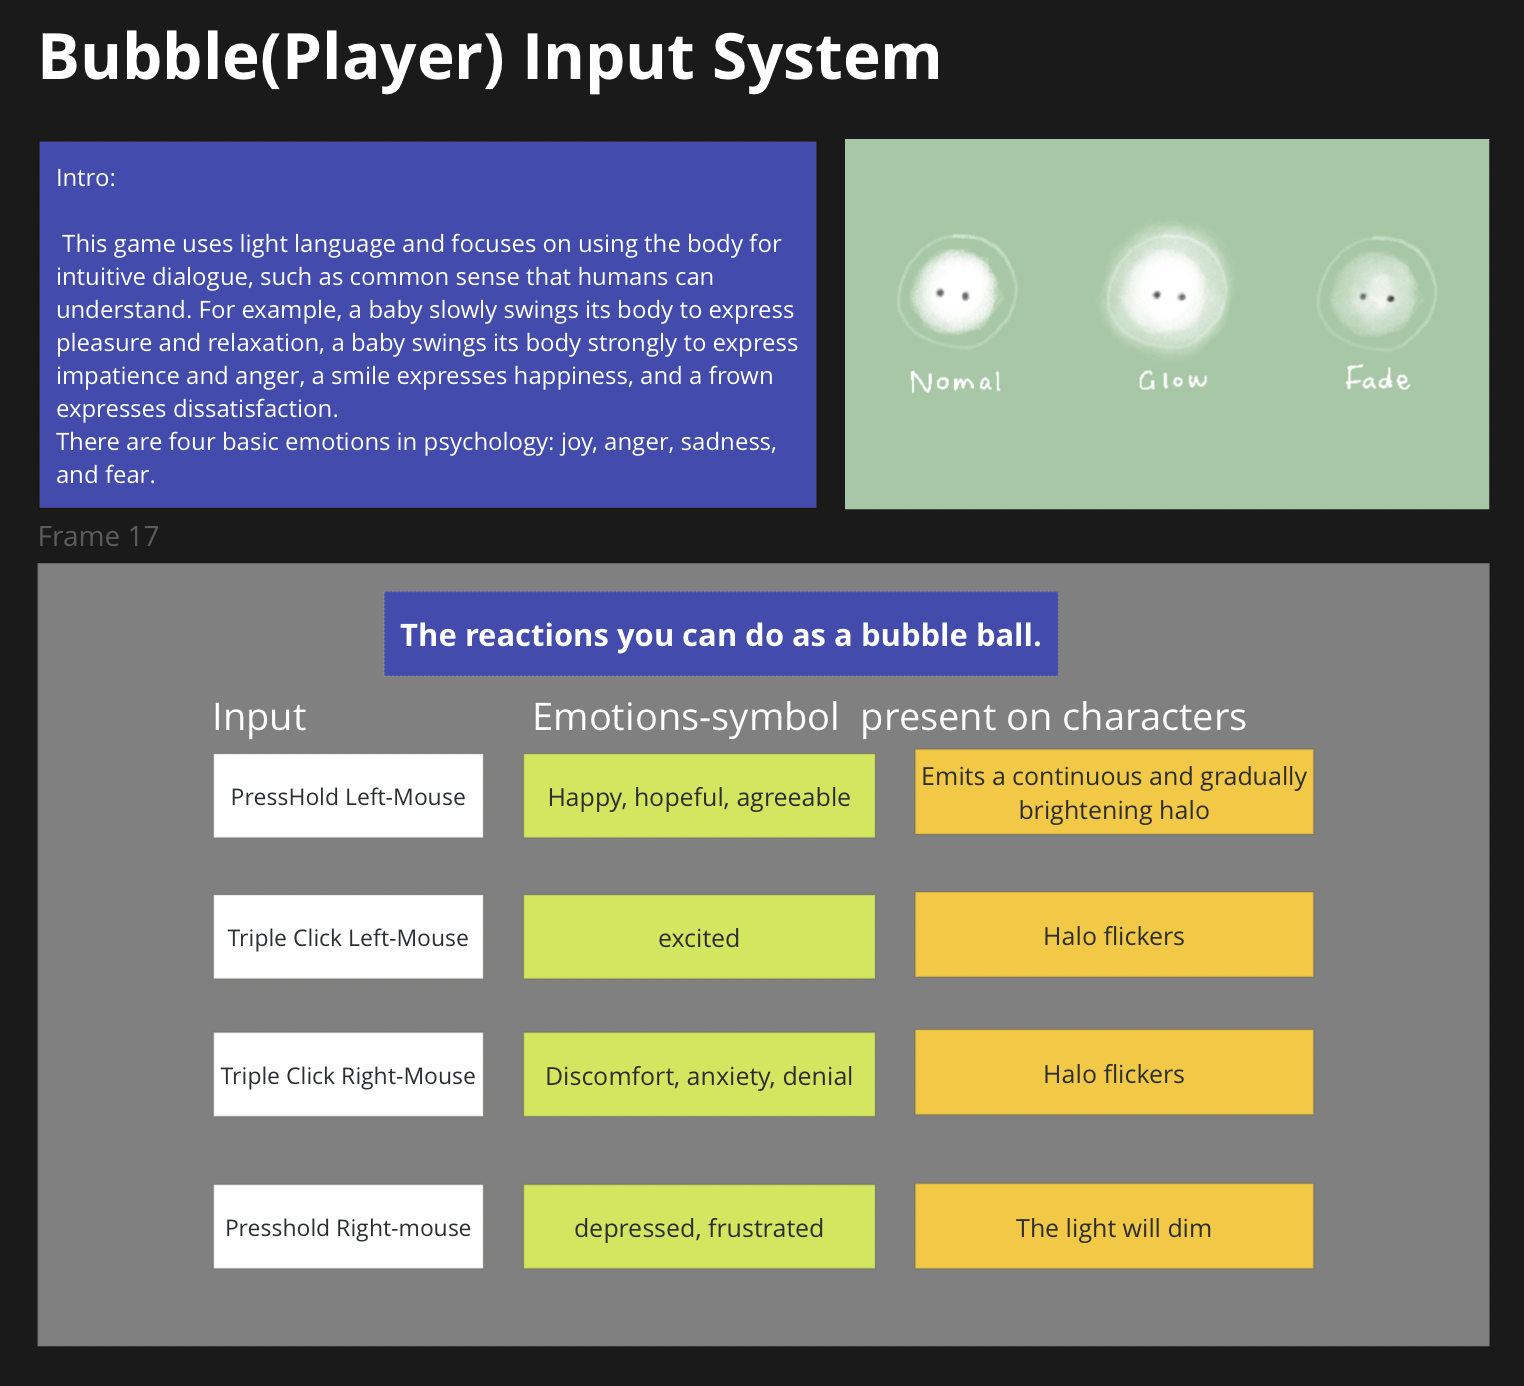 Bubble(Player) Input System
Intro:
This game uses light language and focuses on using the body for
intuitive dialogue, such as common sense that humans can
understand. For example, a baby slowly swings its body to express
pleasure and relaxation, a baby swings its body strongly to express
impatience and anger, a smile expresses happiness, and a frown
expresses dissatisfaction.
There are four basic emotions in psychology: joy, anger, sadness,
and fear.
Nomal
Glow
Fade
Frame 17
The reactions you can do as a bubble ball.
Input
Emotions-symbol present on characters
PressHold Left-Mouse
Happy, hopeful, agreeable
Emits a continuous and gradually
brightening halo
Triple Click Left-Mouse
excited
Halo flickers
Triple Click Right-Mouse
Discomfort, anxiety, denial
Halo flickers
Presshold Right-mouse
depressed, frustrated
The light will dim